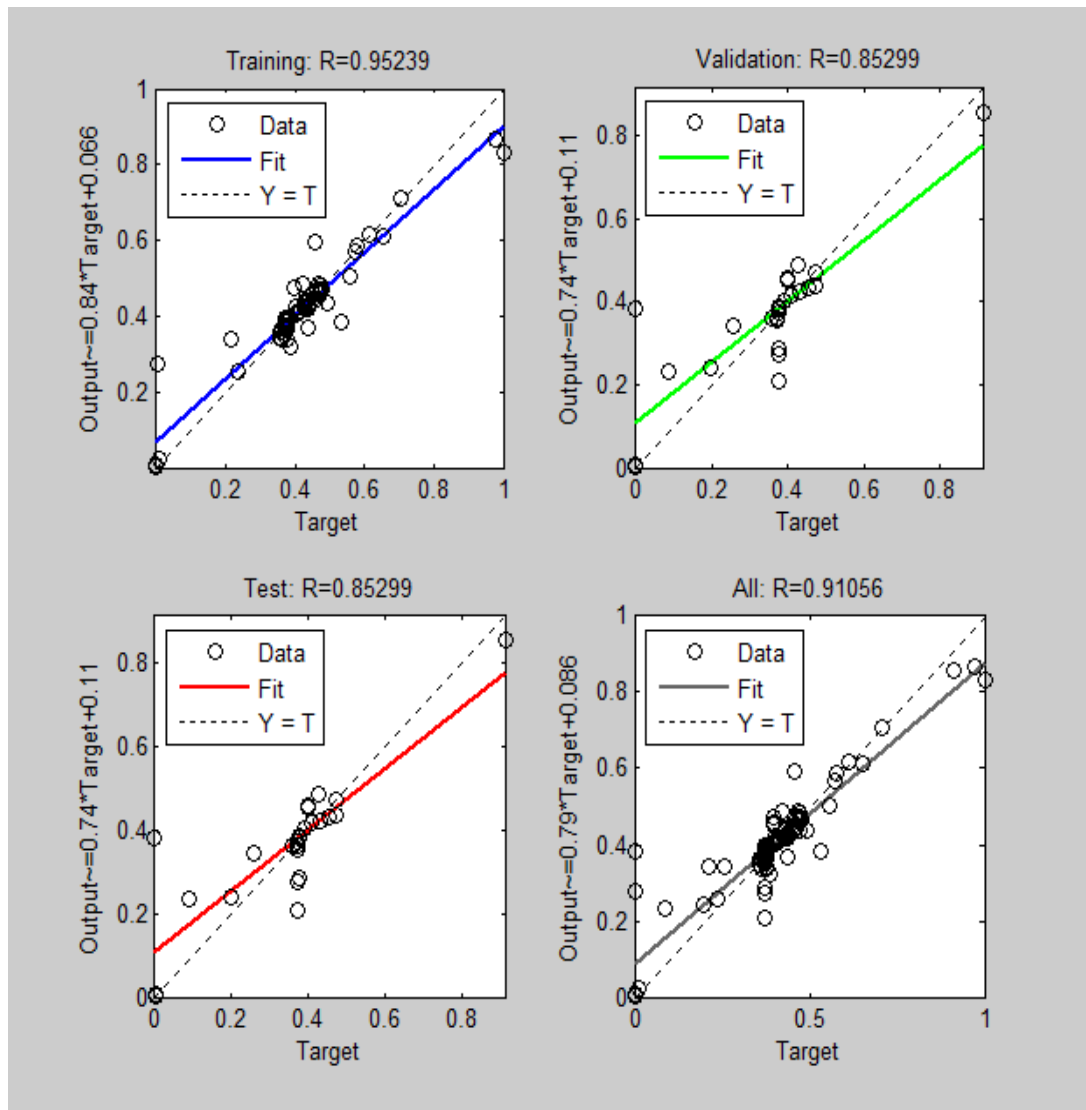 Training: R=0.95239
Output~=0.84*Target+0.066
1
0.8
0.6
0.4
0.2
Data
Fit
Y = T
0.2 0.4 0.6 0.8 1
Target
Validation: R=0.85299
Output~=0.74*Target+0.11
0.8
0.6
0.4
0.2
0
Data
Fit
Y = T
0 0.2 0.4 0.6 0.8
Target
Test: R=0.85299
Output~=0.74*Target+0.11
0.8
0.6
0.4
0.2
0
Data
Fit
Y = T
0 0.2 0.4 0.6 0.8
Target
All: R=0.91056
Output~=0.79*Target+0.086
1
0.8
0.6
0.4
0.2
0
Data
Fit
Y = T
0 0.5 1
Target